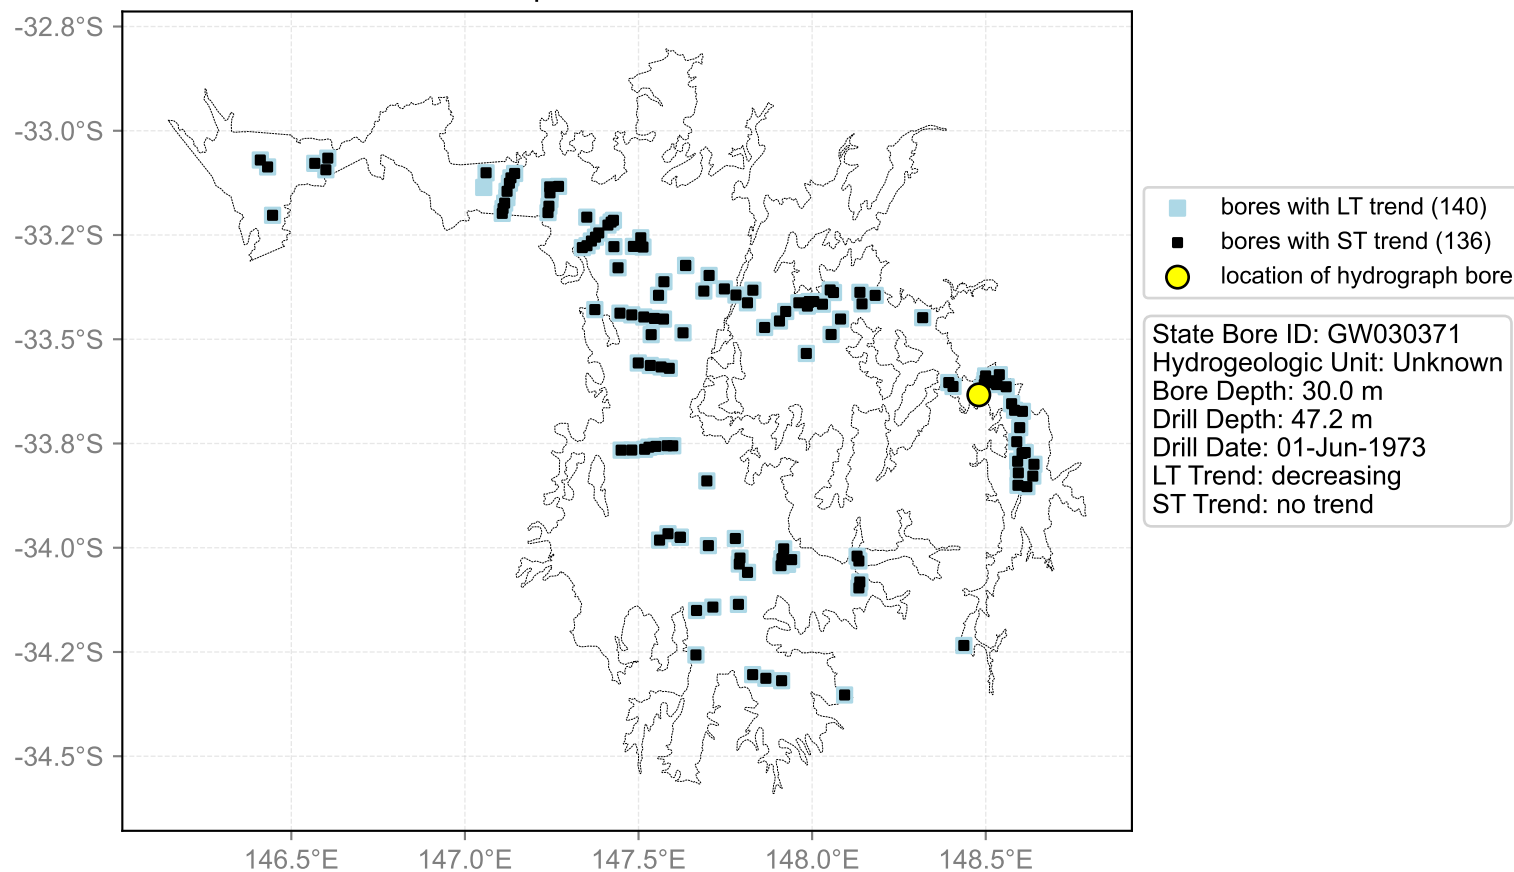 -32.8°S
-33.0°S
-33.2°S
-33.5°S
-33.8°S
-34.0°S
-34.2°S
-34.5°S
146.5°E
147.0°E
147.5°E
148.0°E
148.5°E
bores with LT trend (140)
bores with ST trend (136)
location of hydrograph bore
State Bore ID: GW030371
Hydrogeologic Unit: Unknown
Bore Depth: 30.0 m
Drill Depth: 47.2 m
Drill Date: 01-Jun-1973
LT Trend: decreasing
ST Trend: no trend